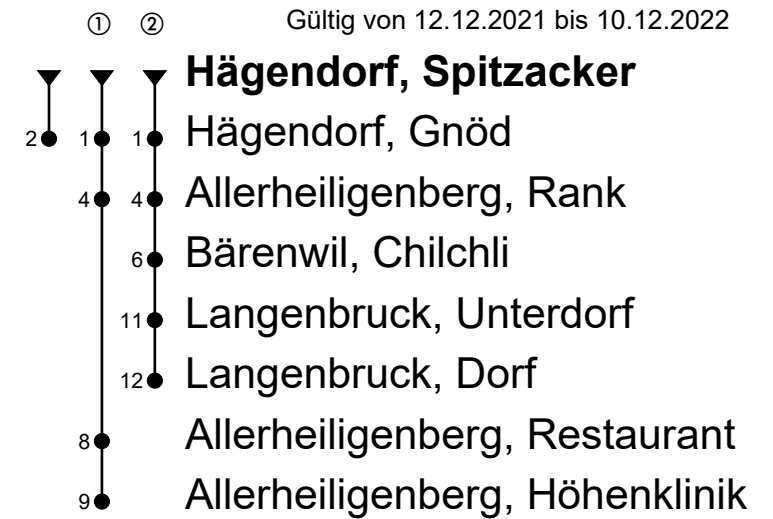 ① ② Gültig von 12.12.2021 bis 10.12.2022
Hägendorf, Spitzacker
2 1 1 Hägendorf, Gnöd
4 4 Allerheiligenberg, Rank
6 Bärenwil, Chilchli
11 Langenbruck, Unterdorf
12 Langenbruck, Dorf
8 Allerheiligenberg, Restaurant
9 Allerheiligenberg, Höhenklinik